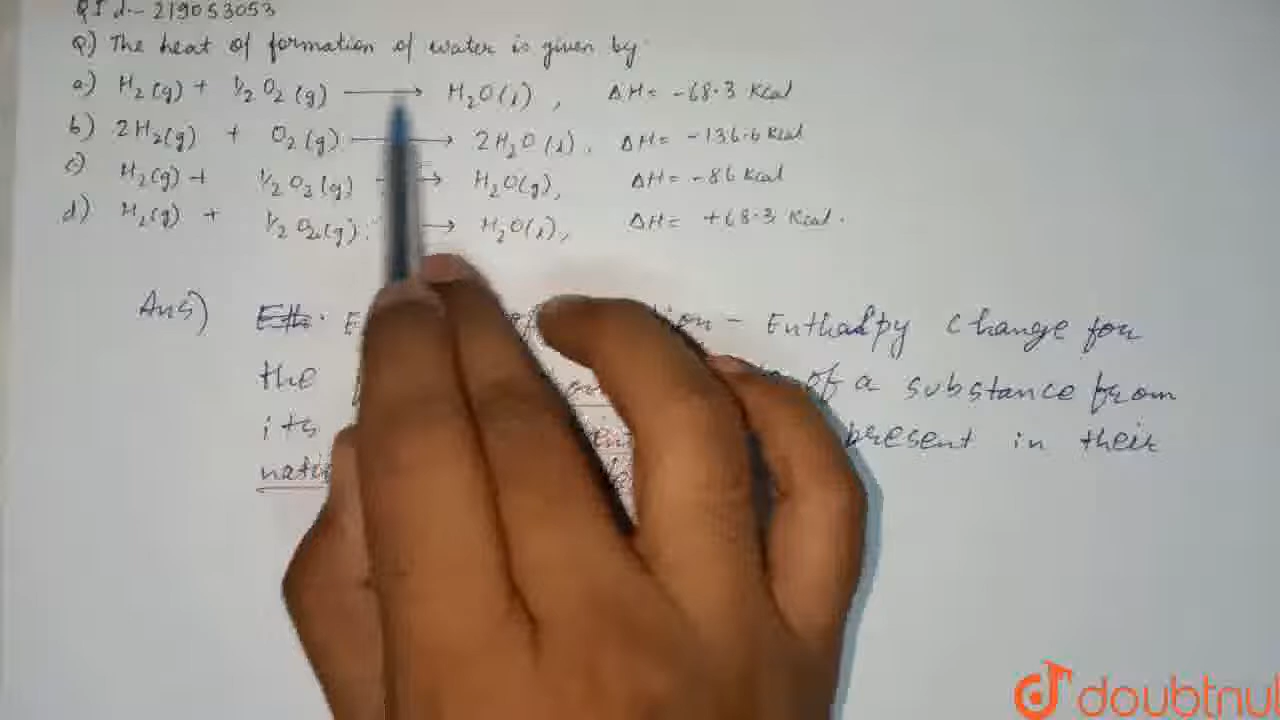 QId:- 219053053
Q) The heat of formation of water is given by:
a) H₂(g) + 1/2 O₂(g) ⟶ H₂O(l), ΔH = -68.3 Kcal
b) 2H₂(g) + O₂(g) ⟶ 2H₂O(l), ΔH = -136.6 Kcal
c) H₂(g) + 1/2 O₃(g) → H₂O(g), ΔH = -86 Kcal
d) H₂(g) + 1/2 O₂(g) → H₂O(l), ΔH = +68.3 Kcal.
Ans) - Enthalpy change for
the of a substance from
its present in their
doubtnut